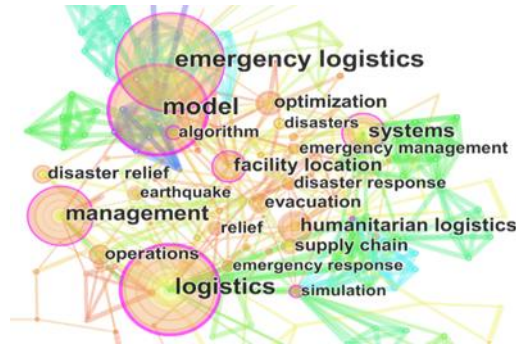 emergency logistics
model
optimization
algorithm
disasters
systems
emergency management
facility location
disaster relief
disaster response
earthquake
evacuation
management
relief
humanitarian logistics
supply chain
operations
emergency response
logistics
simulation